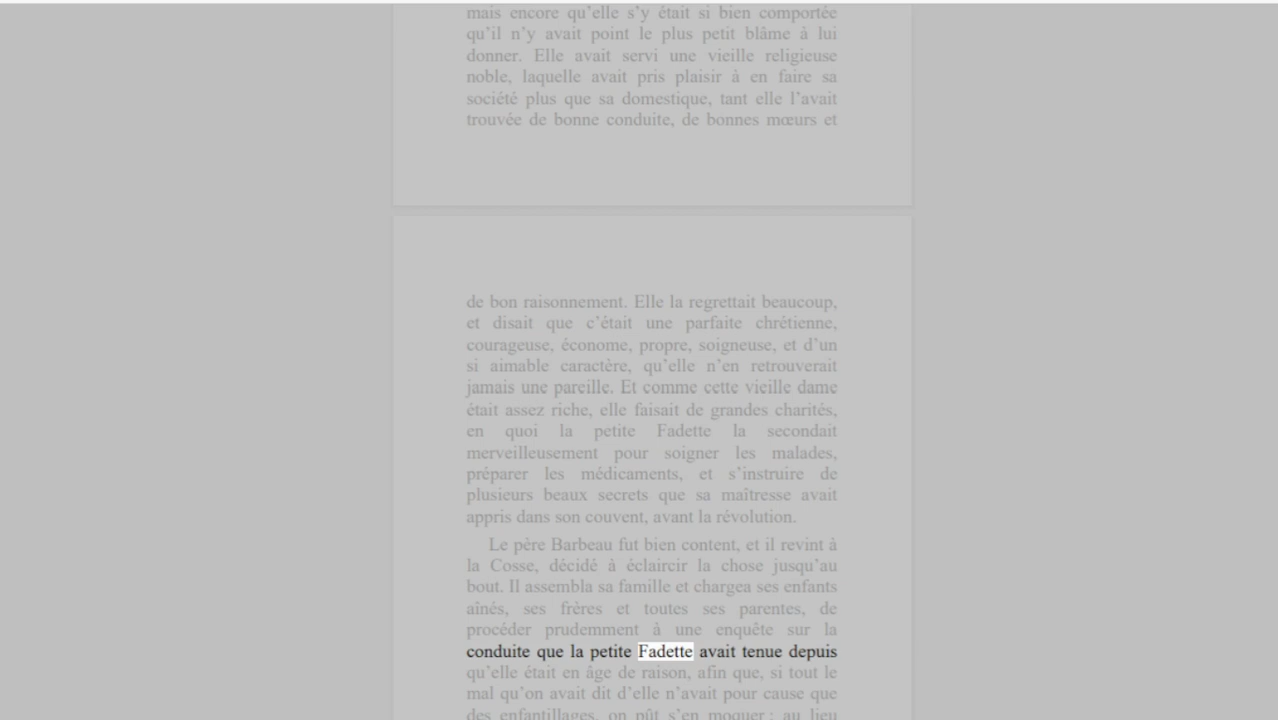 mais encore qu'elle s'y était si bien comportée
qu'il n'y avait point le plus petit blâme à lui
donner. Elle avait servi une vieille religieuse
noble, laquelle avait pris plaisir à en faire sa
société plus que sa domestique, tant elle l'avait
trouvée de bonne conduite, de bonnes mœurs et
de bon raisonnement. Elle la regrettait beaucoup,
et disait que c'était une parfaite chrétienne,
courageuse, économe, propre, soigneuse, et d'un
si aimable caractère, qu'elle n'en retrouverait
jamais une pareille. Et comme cette vieille dame
était assez riche, elle faisait de grandes charités,
en quoi la petite Fadette la secondait
merveilleusement pour soigner les malades,
préparer les médicaments, et s'instruire de
plusieurs beaux secrets que sa maîtresse avait
appris dans son couvent, avant la révolution.
Le père Barbeau fut bien content, et il revint à
la Cosse, décidé à éclaircir la chose jusqu'au
bout. Il assembla sa famille et chargea ses enfants
aînés, ses frères et toutes ses parentes, de
procéder prudemment à une enquête sur la
conduite que la petite Fadette avait tenue depuis
qu'elle était en âge de raison, afin que, si tout le
mal qu'on avait dit d'elle n'avait pour cause que
des enfantillages, on pût s'en moquer ; au lieu